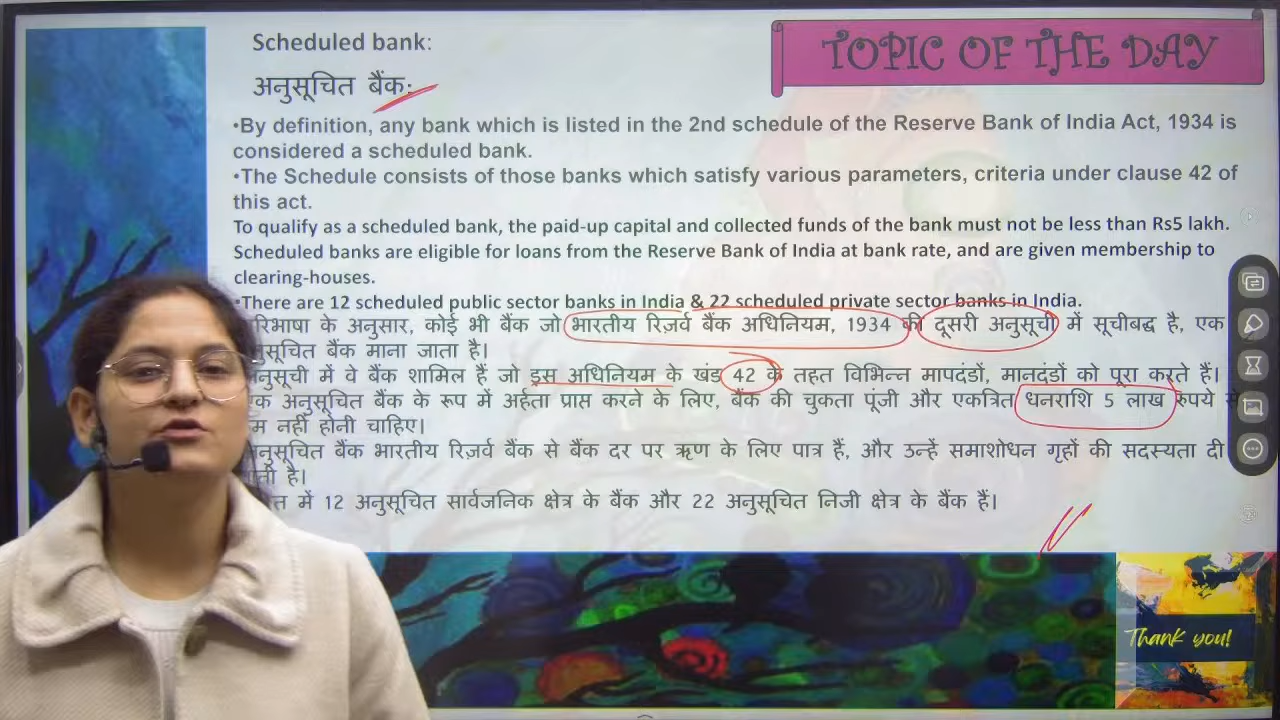 Scheduled bank:
TOPIC OF THE DAY
अनुसूचित बैंक:
•By definition, any bank which is listed in the 2nd schedule of the Reserve Bank of India Act, 1934 is
considered a scheduled bank.
•The Schedule consists of those banks which satisfy various parameters, criteria under clause 42 of
this act.
To qualify as a scheduled bank, the paid-up capital and collected funds of the bank must not be less than Rs5 lakh.
Scheduled banks are eligible for loans from the Reserve Bank of India at bank rate, and are given membership to
clearing-houses.
•There are 12 scheduled public sector banks in India & 22 scheduled private sector banks in India.
के अनुसार, कोई भी बैंक जो भारतीय रिज़र्व बैंक अधिनियम, 1934 की दूसरी अनुसूची में सूचीबद्ध है, एक
बैंक माना जाता है।
में वे बैंक शामिल हैं जो इस अधिनियम के खंड 42 के तहत विभिन्न मापदंडों, मानदंडों को पूरा करते हैं।
अनुसूचित बैंक के रूप में अर्हता प्राप्त करने के लिए, बैंक की चुकता पूंजी और एकत्रित धनराशि 5 लाख रुपये
नहीं होनी चाहिए।
बैंक भारतीय रिज़र्व बैंक से बैंक दर पर ऋण के लिए पात्र हैं, और उन्हें समाशोधन गृहों की सदस्यता दी
है।
में 12 अनुसूचित सार्वजनिक क्षेत्र के बैंक और 22 अनुसूचित निजी क्षेत्र के बैंक हैं।
Thank you!